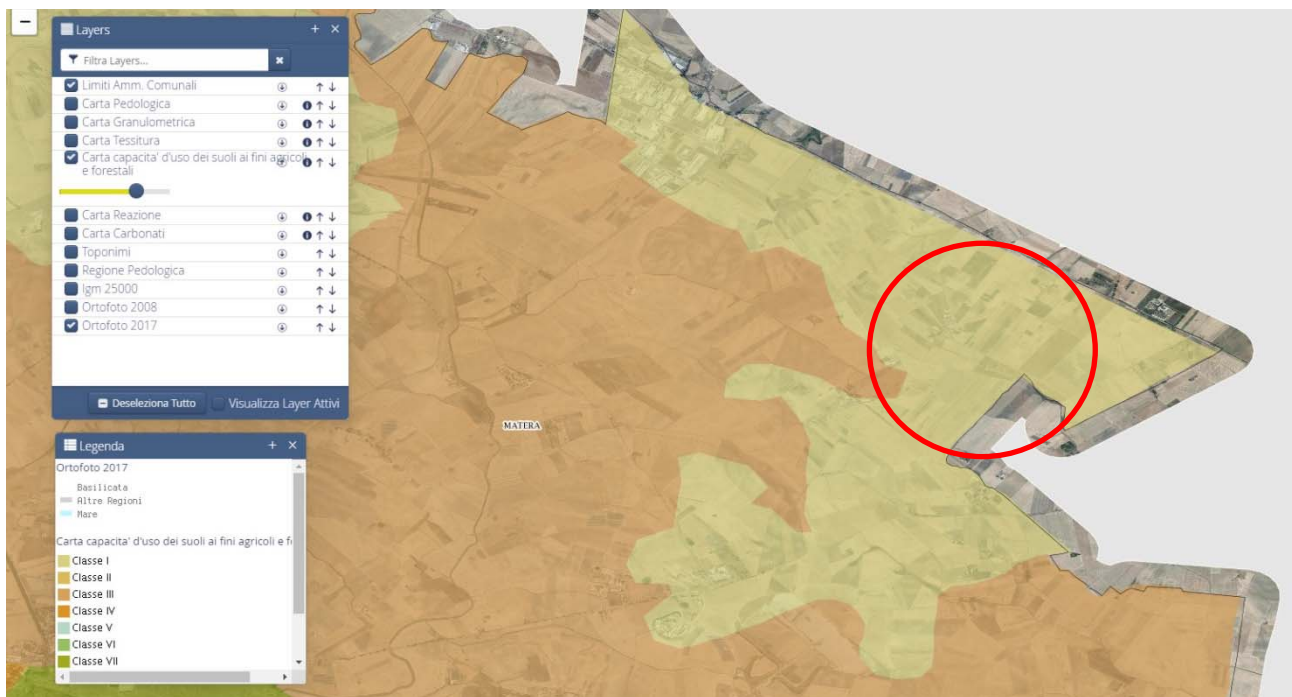 −
Layers + ×
Filtra Layers...
Limiti Amm. Comunali
Carta Pedologica
Carta Granulometrica
Carta Tessitura
Carta capacita' d'uso dei suoli ai fini agricoli
e forestali
Carta Reazione
Carta Carbonati
Toponimi
Regione Pedologica
Igm 25000
Ortofoto 2008
Ortofoto 2017
Deseleziona Tutto Visualizza Layer Attivi
MATERA
Legenda + ×
Ortofoto 2017
Basilicata
Altre Regioni
Mare
Carta capacita' d'uso dei suoli ai fini agricoli e f
Classe I
Classe II
Classe III
Classe IV
Classe V
Classe VI
Classe VII